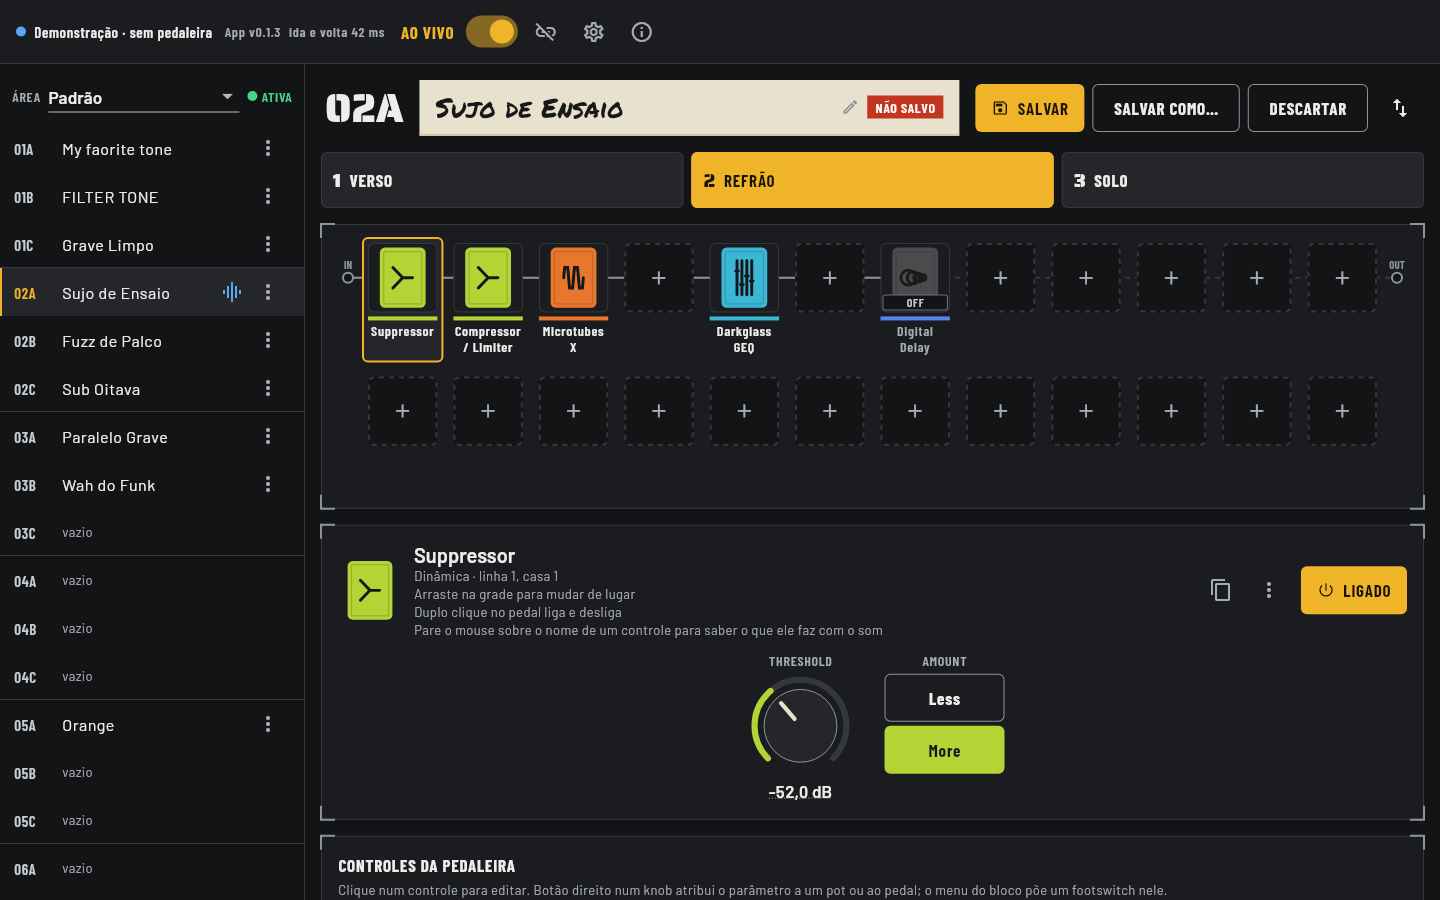 Demonstração · sem pedaleira App v0.1.3 Ida e volta 42 ms AO VIVO
ÁREA Padrão ATIVA
01A My faorite tone
01B FILTER TONE
01C Grave Limpo
02A Sujo de Ensaio
02B Fuzz de Palco
02C Sub Oitava
03A Paralelo Grave
03B Wah do Funk
03C vazio
04A vazio
04B vazio
04C vazio
05A Orange
05B vazio
05C vazio
06A vazio
02A Sujo de Ensaio NÃO SALVO SALVAR SALVAR COMO... DESCARTAR
1 VERSO 2 REFRÃO 3 SOLO
IN OUT
OFF
Suppressor
Compressor / Limiter
Microtubes X
Darkglass GEQ
Digital Delay
Suppressor
Dinâmica · linha 1, casa 1
Arraste na grade para mudar de lugar
Duplo clique no pedal liga e desliga
Pare o mouse sobre o nome de um controle para saber o que ele faz com o som
LIGADO
THRESHOLD AMOUNT
Less
More
-52,0 dB
CONTROLES DA PEDALEIRA
Clique num controle para editar. Botão direito num knob atribui o parâmetro a um pot ou ao pedal; o menu do bloco põe um footswitch nele.